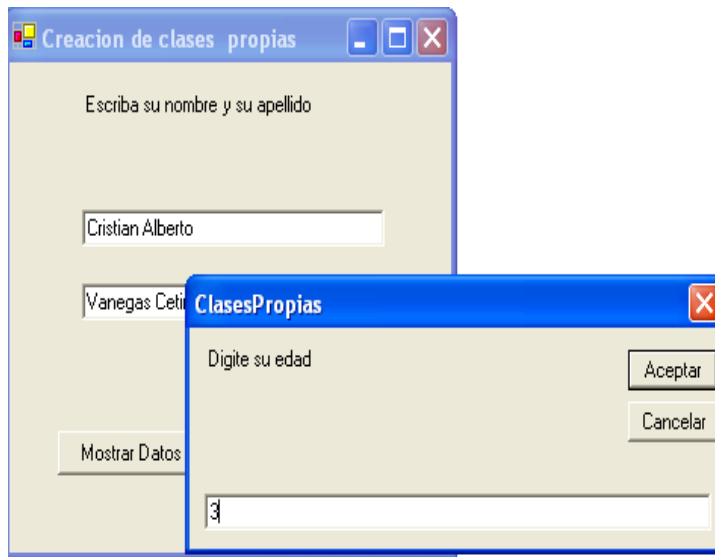 Creacion de clases propias
Escriba su nombre y su apellido
Cristian Alberto
Vanegas
ClasesPropias
Digite su edad
Aceptar
Cancelar
Mostrar Datos
3